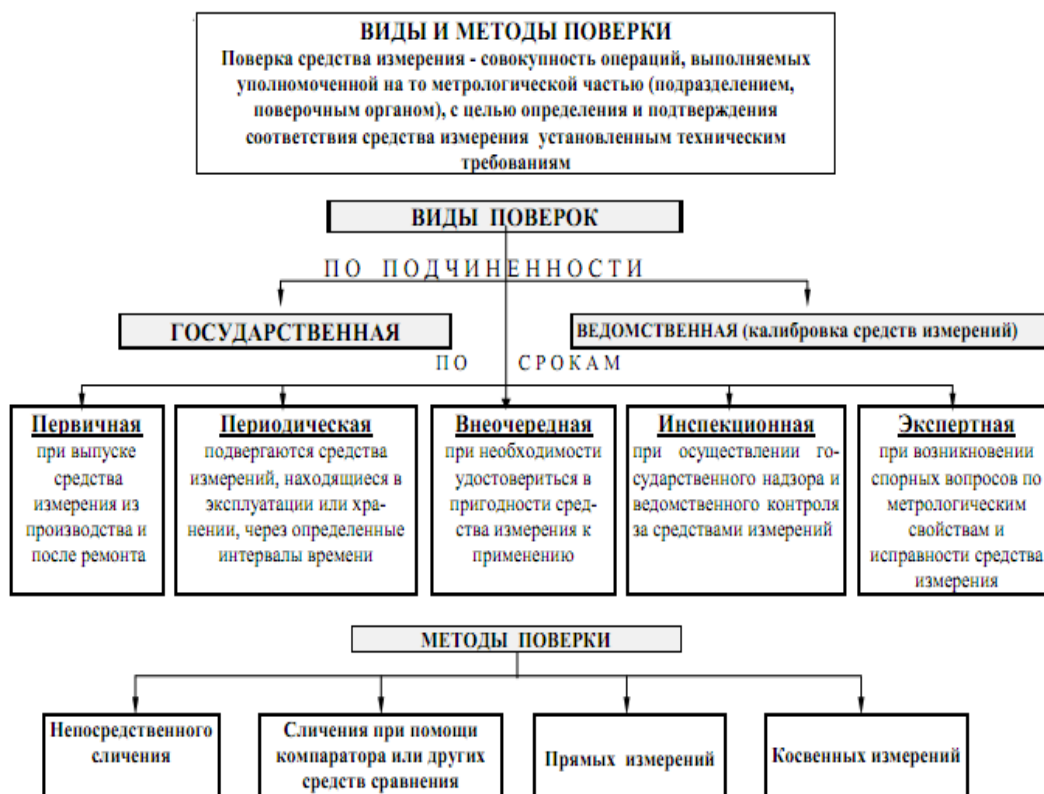 ВИДЫ И МЕТОДЫ ПОВЕРКИ
Поверка средства измерения - совокупность операций, выполняемых
уполномоченной на то метрологической частью (подразделением,
поверочным органом), с целью определения и подтверждения
соответствия средства измерения установленным техническим
требованиям
ВИДЫ ПОВЕРОК
ПО ПОДЧИНЕННОСТИ
ГОСУДАРСТВЕННАЯ
ВЕДОМСТВЕННАЯ (калибровка средств измерений)
ПО СРОКАМ
Первичная
при выпуске
средства
измерения из
производства и
после ремонта
Периодическая
подвергаются средства
измерений, находящиеся в
эксплуатации или хра-
нении, через определенные
интервалы времени
Внеочередная
при необходимости
удостовериться в
пригодности сред-
ства измерения к
применению
Инспекционная
при осуществлении го-
сударственного надзора и
ведомственного контроля
за средствами измерений
Экспертная
при возникновении
спорных вопросов по
метрологическим
свойствам и
исправности средства
измерения
МЕТОДЫ ПОВЕРКИ
Непосредственного
сличения
Сличения при помощи
компаратора или других
средств сравнения
Прямых измерений
Косвенных измерений